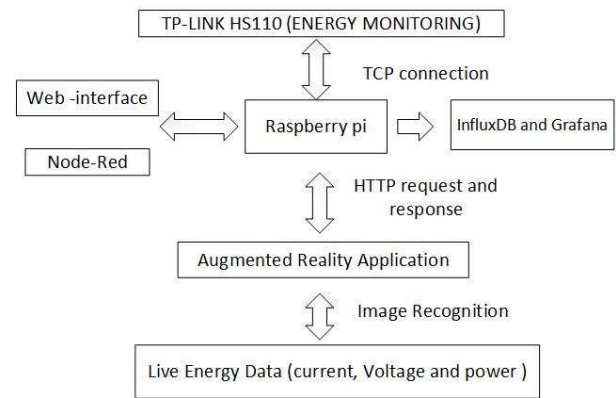 TP-LINK HS110 (ENERGY MONITORING)
TCP connection
Web -interface
Raspberry pi
InfluxDB and Grafana
Node-Red
HTTP request and
response
Augmented Reality Application
Image Recognition
Live Energy Data (current, Voltage and power )